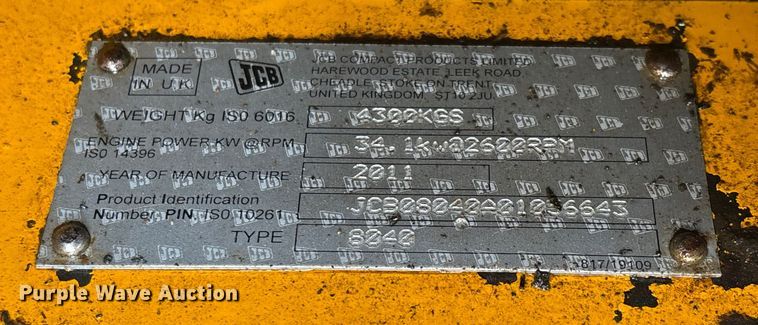 MADE
IN U.K.
JCB
JCB COMPACT PRODUCTS LIMITED
HAREWOOD ESTATE, LEEK ROAD
CHEADLE, STOKE ON TRENT
UNITED KINGDOM, ST10 2JU
WEIGHT Kg ISO 6016 4300KGS
ENGINE POWER KW @RPM 34.1kw@2600RPM
ISO 14396
YEAR OF MANUFACTURE 2011
Product Identification
Number PIN, ISO 10261
TYPE 8040
817/19109
Purple Wave Auction